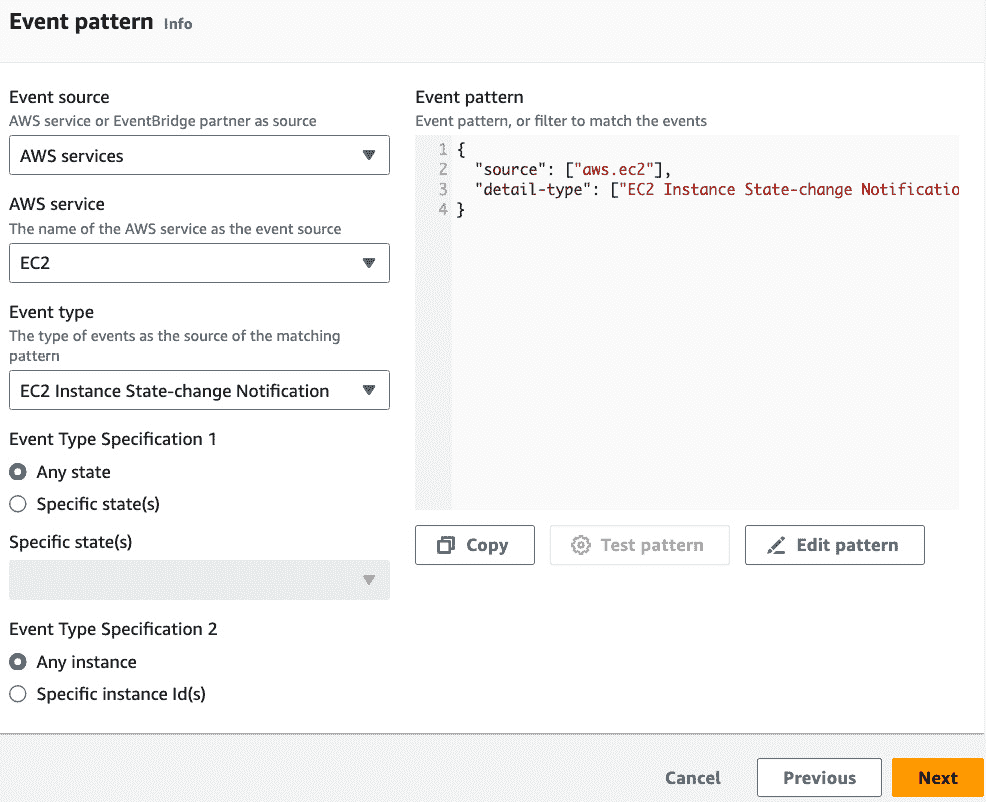 Event pattern Info
Event source
AWS service or EventBridge partner as source
AWS services
AWS service
The name of the AWS service as the event source
EC2
Event type
The type of events as the source of the matching
pattern
EC2 Instance State-change Notification
Event Type Specification 1
Any state
Specific state(s)
Specific state(s)
Event Type Specification 2
Any instance
Specific instance Id(s)
Event pattern
Event pattern, or filter to match the events
1 {
2 "source": ["aws.ec2"],
3 "detail-type": ["EC2 Instance State-change Notificatio
4 }
Copy
Test pattern
Edit pattern
Cancel
Previous
Next